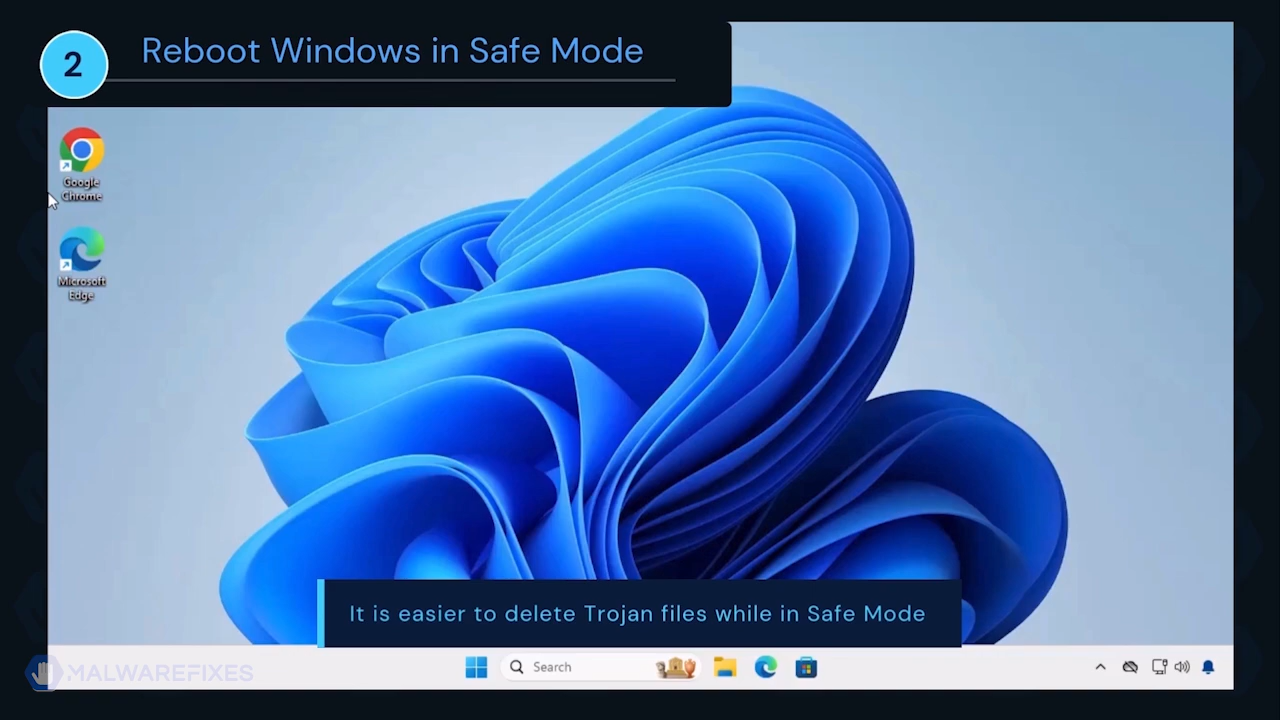 2
Reboot Windows in Safe Mode
Google
Chrome
Microsoft
Edge
It is easier to delete Trojan files while in Safe Mode
Search
MALWAREFIXES